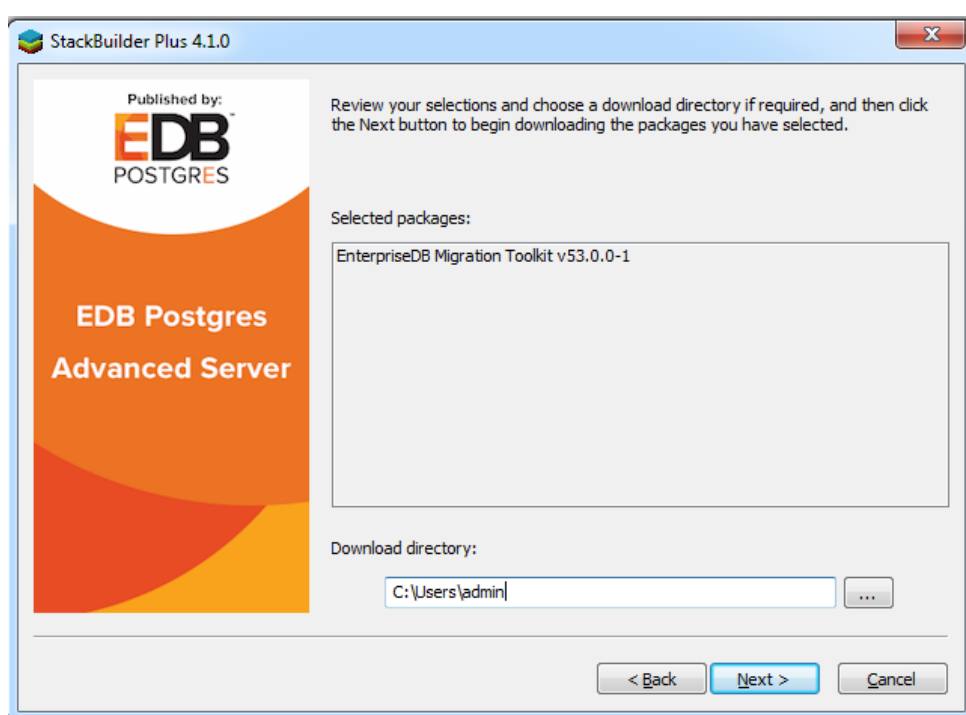 StackBuilder Plus 4.1.0
Published by:
EDB™
POSTGRES
EDB Postgres
Advanced Server
Review your selections and choose a download directory if required, and then click
the Next button to begin downloading the packages you have selected.
Selected packages:
EnterpriseDB Migration Toolkit v53.0.0-1
Download directory:
C:\Users\admin
...
< Back
Next >
Cancel